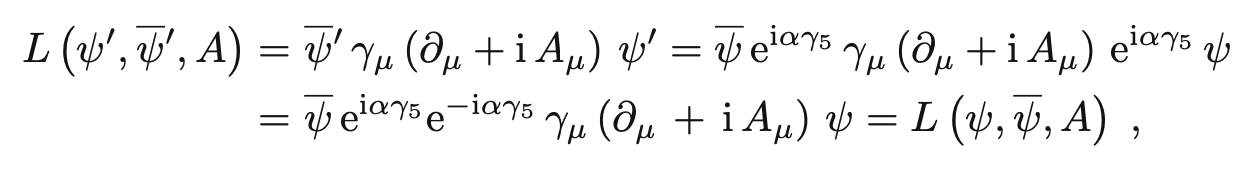 L (ψ′, ψ̅′, A) = ψ̅′ γ_μ (∂_μ + i A_μ) ψ′ = ψ̅ e^{iαγ_5} γ_μ (∂_μ + i A_μ) e^{iαγ_5} ψ
= ψ̅ e^{iαγ_5} e^{−iαγ_5} γ_μ (∂_μ + i A_μ) ψ = L (ψ, ψ̅, A) ,